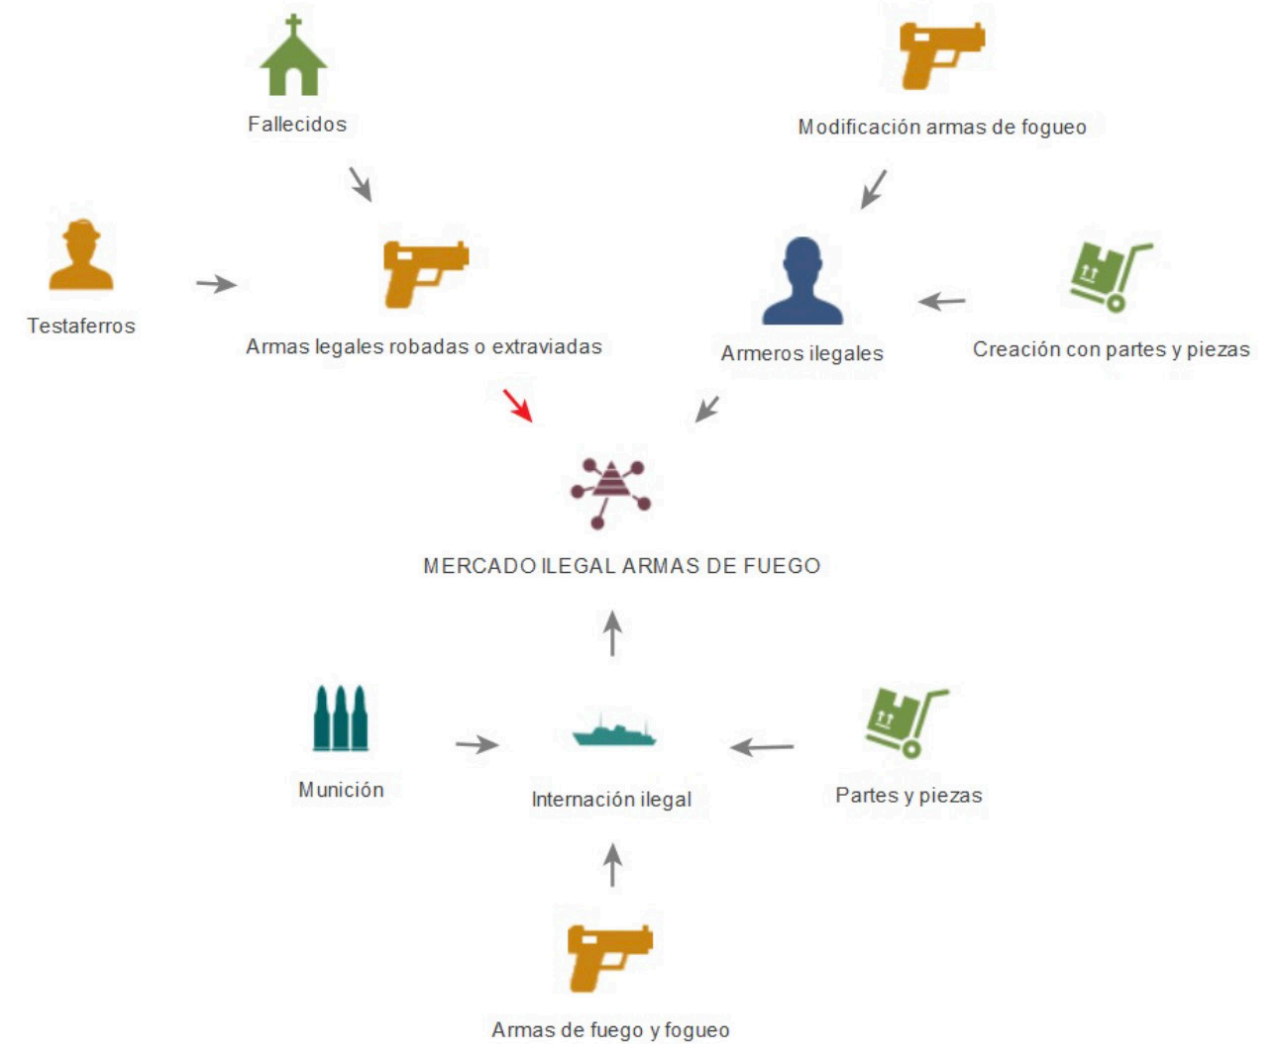 Fallecidos
Modificación armas de fogueo
Testaferros
Armas legales robadas o extraviadas
Armeros ilegales
Creación con partes y piezas
MERCADO ILEGAL ARMAS DE FUEGO
Munición
Internación ilegal
Partes y piezas
Armas de fuego y fogueo